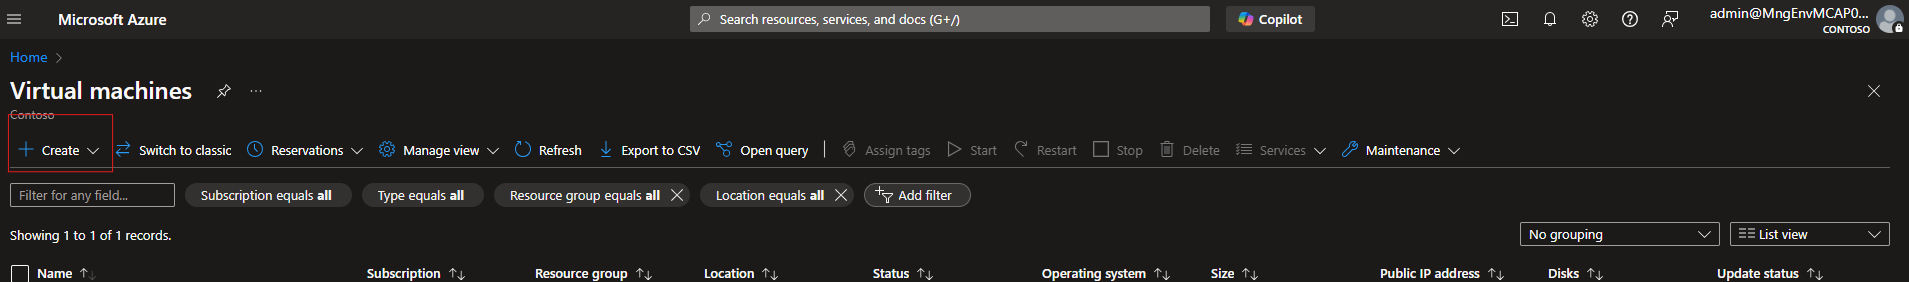 Microsoft Azure
Search resources, services, and docs (G+/)
Copilot
admin@MngEnvMCAP0...
CONTOSO
Home
Virtual machines
Contoso
Create
Switch to classic
Reservations
Manage view
Refresh
Export to CSV
Open query
Assign tags
Start
Restart
Stop
Delete
Services
Maintenance
Filter for any field...
Subscription equals all
Type equals all
Resource group equals all
Location equals all
Add filter
Showing 1 to 1 of 1 records.
No grouping
List view
Name
Subscription
Resource group
Location
Status
Operating system
Size
Public IP address
Disks
Update status